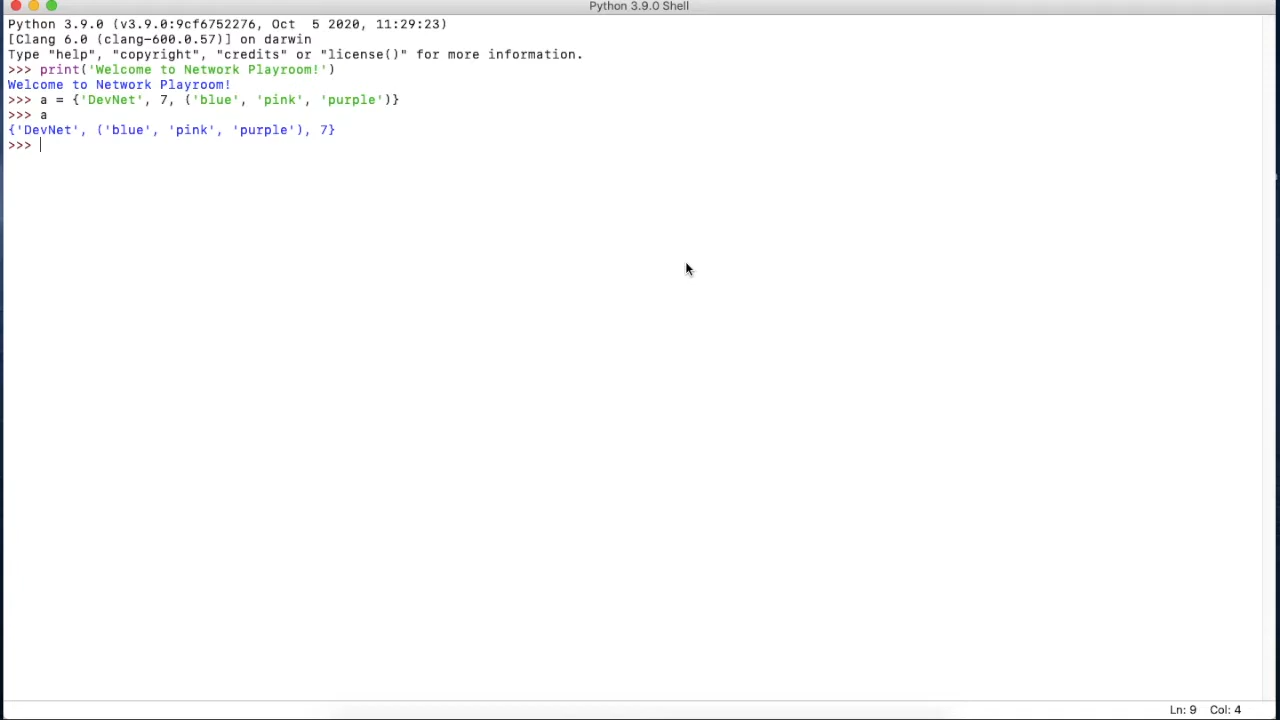 Python 3.9.0 Shell
Python 3.9.0 (v3.9.0:9cf6752276, Oct  5 2020, 11:29:23)
[Clang 6.0 (clang-600.0.57)] on darwin
Type "help", "copyright", "credits" or "license()" for more information.
>>> print('Welcome to Network Playroom!')
Welcome to Network Playroom!
>>> a = {'DevNet', 7, ('blue', 'pink', 'purple')}
>>> a
{'DevNet', ('blue', 'pink', 'purple'), 7}
>>>
Ln: 9  Col: 4